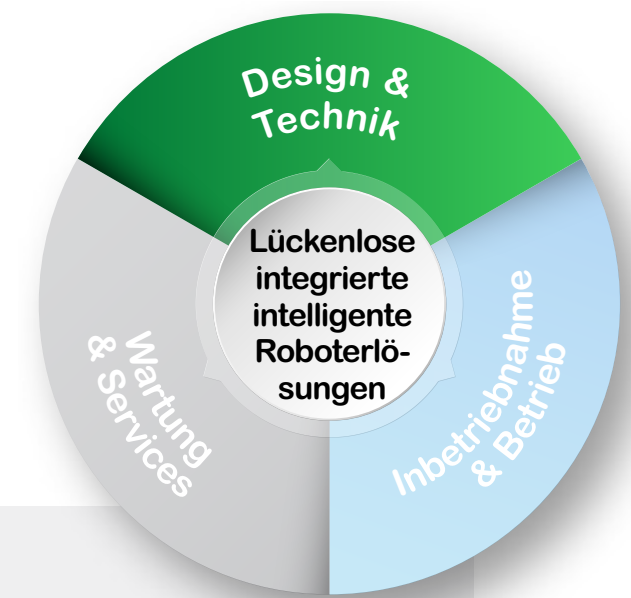 Design &
Technik
Lückenlose
integrierte
intelligente
Roboterlö-
sungen
Wartung
& Services
Inbetriebnahme
& Betrieb